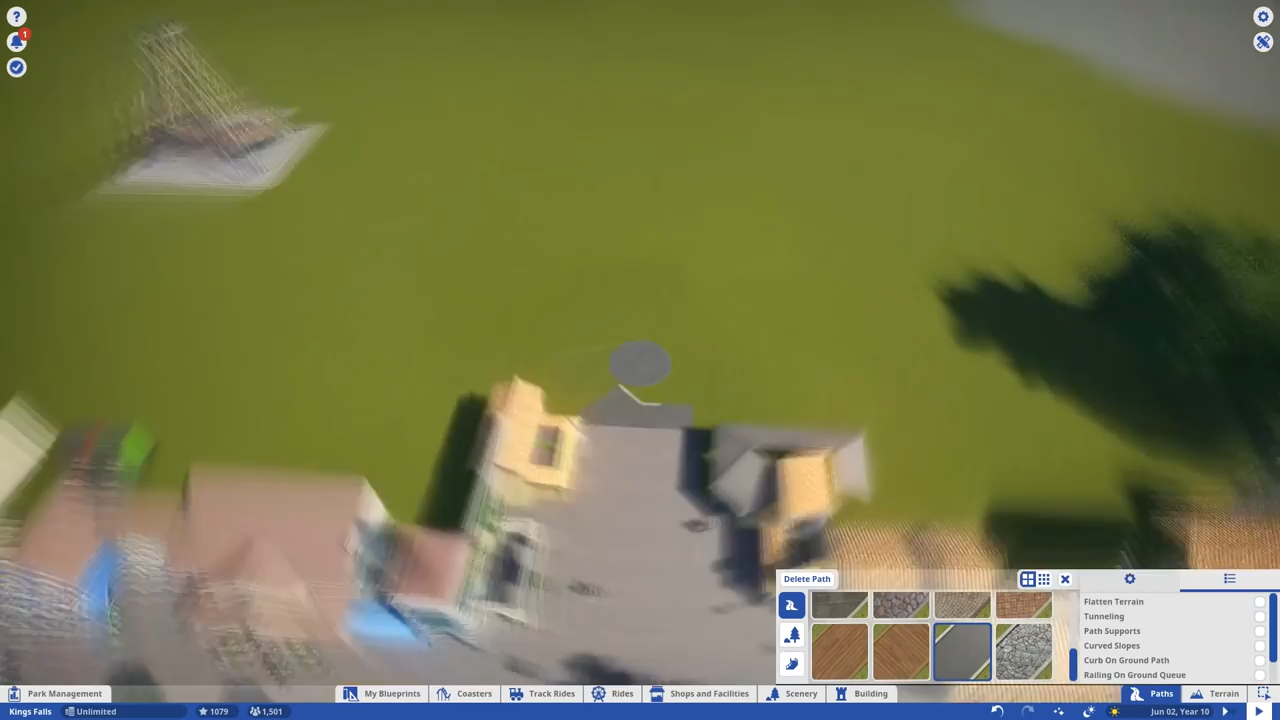 ?
1
Delete Path
Flatten Terrain
Tunneling
Path Supports
Curved Slopes
Curb On Ground Path
Railing On Ground Queue
Park Management
My Blueprints
Coasters
Track Rides
Rides
Shops and Facilities
Scenery
Building
Paths
Terrain
Kings Falls
Unlimited
1079
1,501
Jun 02, Year 10